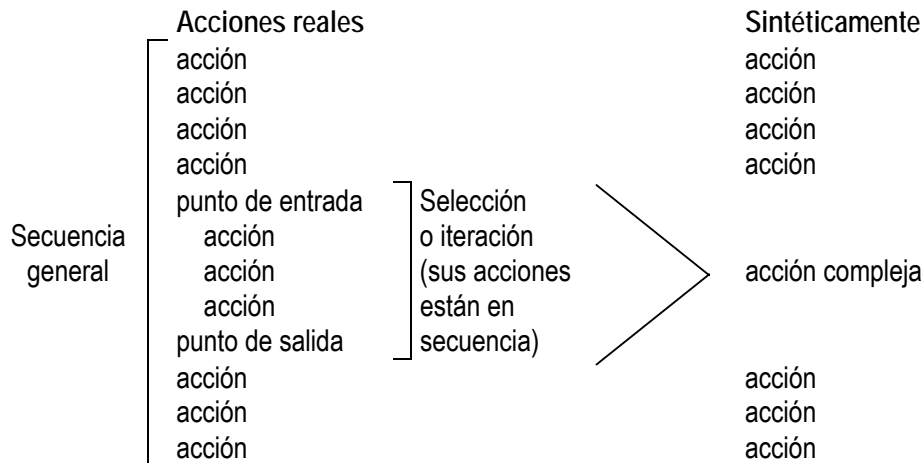 Acciones reales Sintéticamente
acción acción
acción acción
acción acción
acción acción
punto de entrada Selección
Secuencia acción o iteración
general acción (sus acciones acción compleja
acción están en
punto de salida secuencia)
acción acción
acción acción
acción acción